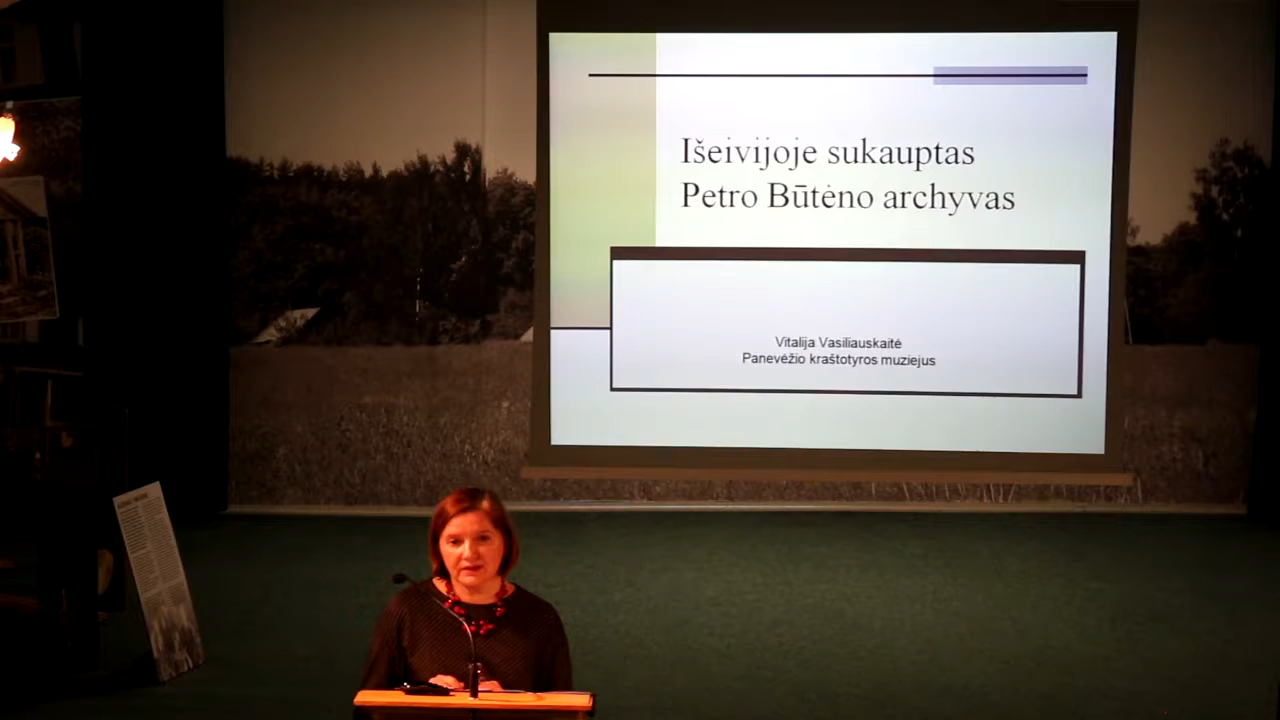 Išeivijoje sukauptas
Petro Būtėno archyvas
Vitalija Vasiliauskaitė
Panevėžio kraštotyros muziejus